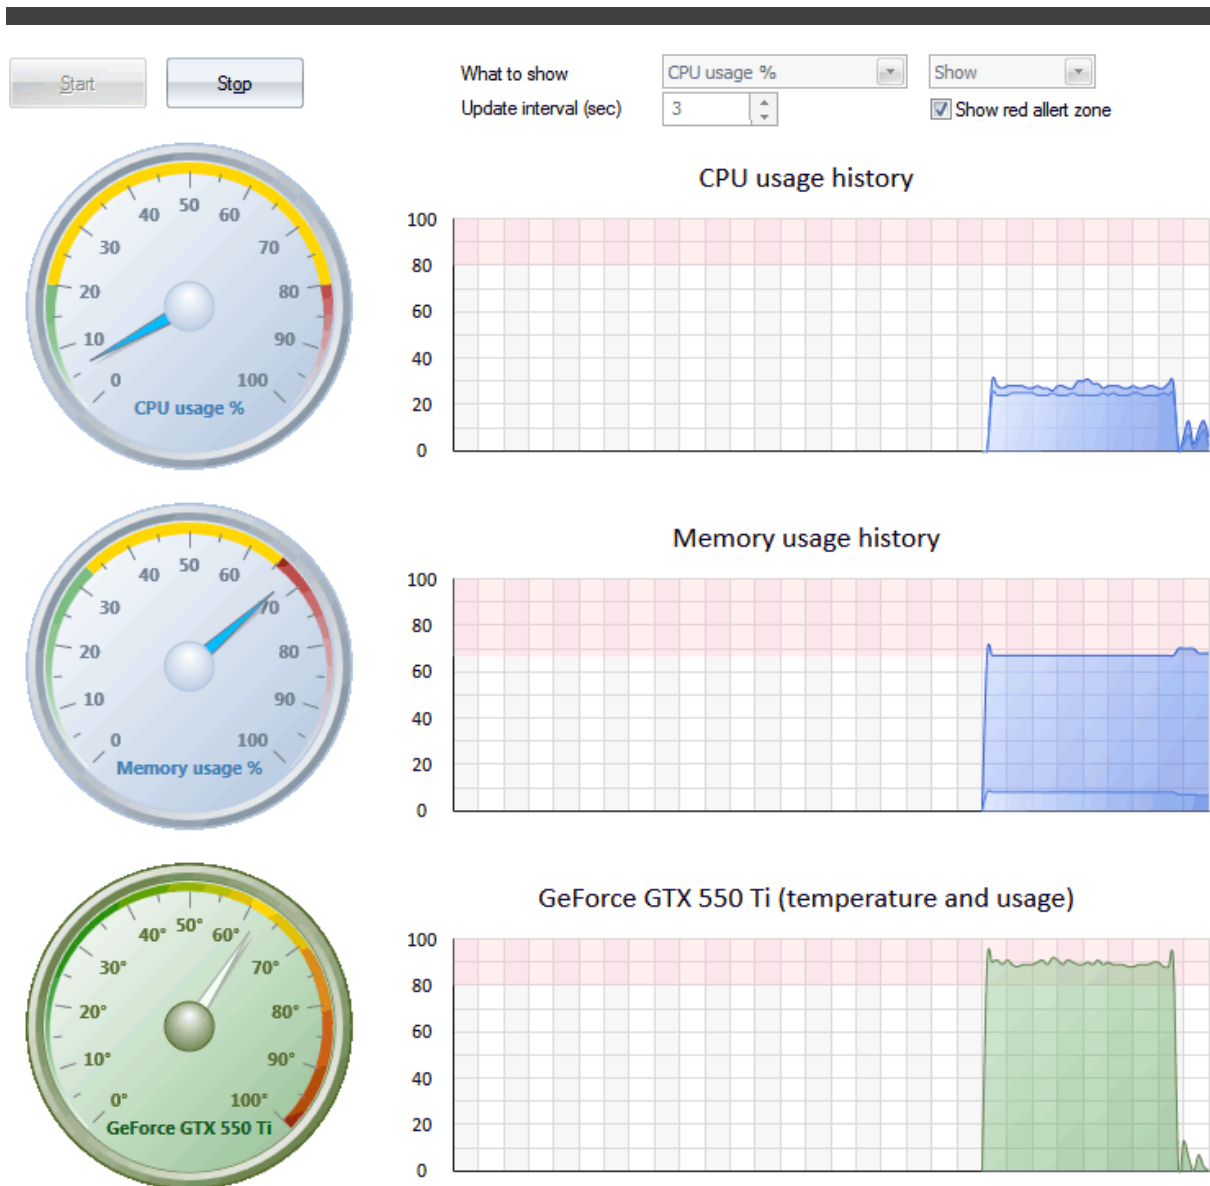 Start Stop What to show CPU usage % Show
Update interval (sec) 3 Show red allert zone
CPU usage history
0 10 20 30 40 50 60 70 80 90 100
CPU usage %
100
80
60
40
20
0
Memory usage history
0 10 20 30 40 50 60 70 80 90 100
Memory usage %
100
80
60
40
20
0
GeForce GTX 550 Ti (temperature and usage)
0° 10° 20° 30° 40° 50° 60° 70° 80° 90° 100°
GeForce GTX 550 Ti
100
80
60
40
20
0